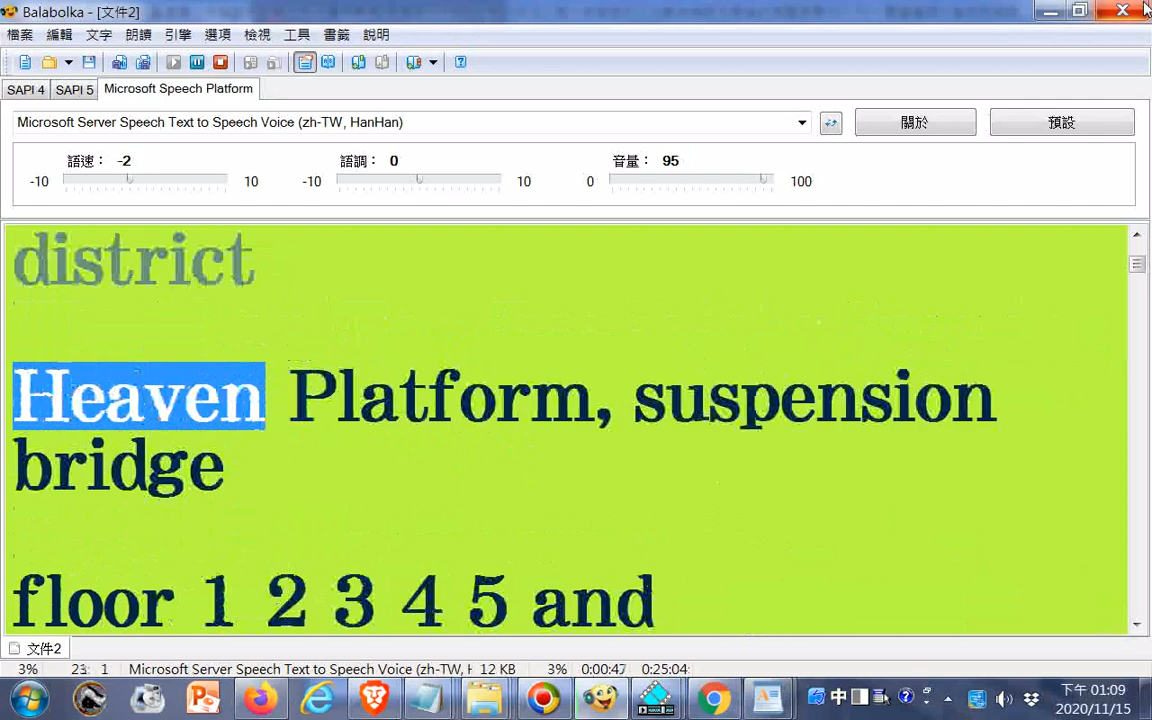 Balabolka - [文件2]
檔案 編輯 文字 朗讀 引擎 選項 檢視 工具 書籤 說明
SAPI 4 SAPI 5 Microsoft Speech Platform
Microsoft Server Speech Text to Speech Voice (zh-TW, HanHan) 關於 預設
語速： -2 語調： 0 音量： 95
-10 10 -10 10 0 100
district
Heaven Platform, suspension
bridge
floor 1 2 3 4 5 and
文件2
3% 23: 1 Microsoft Server Speech Text to Speech Voice (zh-TW, 12 KB 3% 0:00:47 0:25:04
中 下午 01:09
2020/11/15